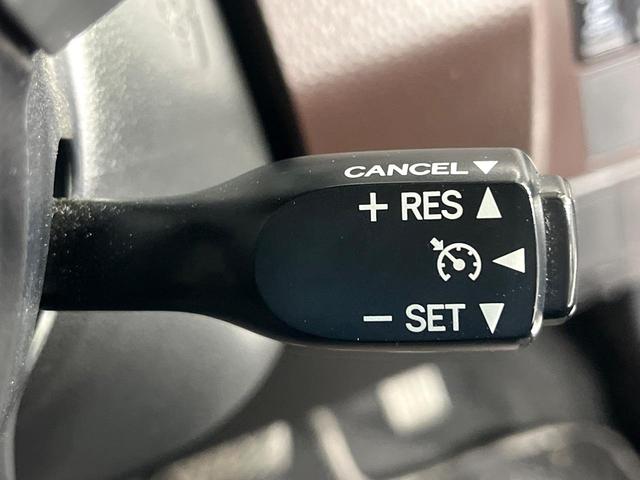 CANCEL ▼
+ RES ▲
◀
− SET ▼